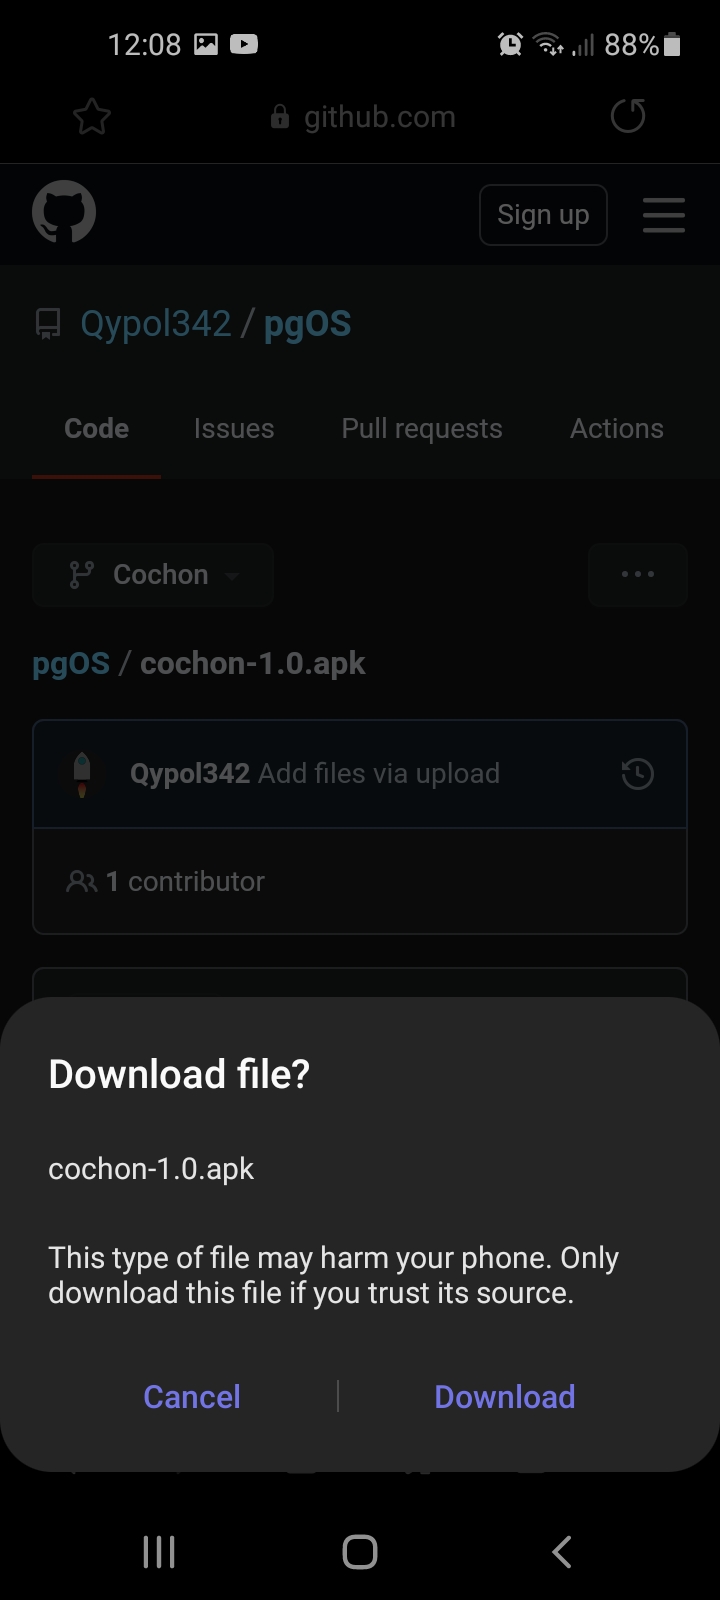 12:08 88%
github.com
Sign up
Qypol342 / pgOS
Code Issues Pull requests Actions
Cochon
pgOS / cochon-1.0.apk
Qypol342 Add files via upload
1 contributor
Download file?
cochon-1.0.apk
This type of file may harm your phone. Only
download this file if you trust its source.
Cancel Download